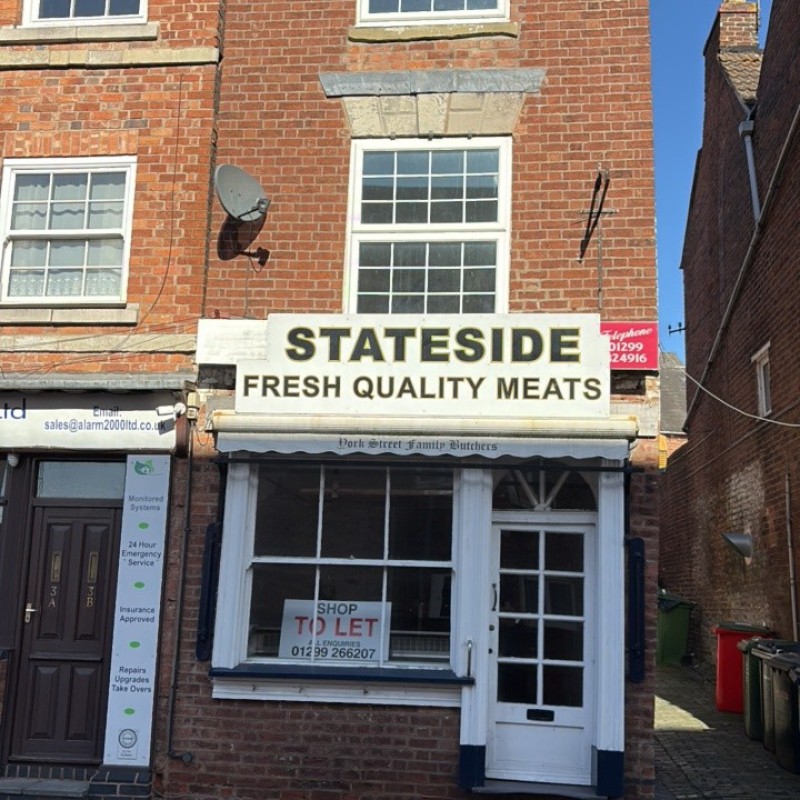 STATESIDE
FRESH QUALITY MEATS
Telephone
01299
824916
York Street Family Butchers
SHOP
TO LET
ALL ENQUIRIES
01299 266207
Ltd
Email:
sales@alarm2000ltd.co.uk
Monitored
Systems
24 Hour
Emergency
Service
Insurance
Approved
Repairs
Upgrades
Take Overs
3A
3B